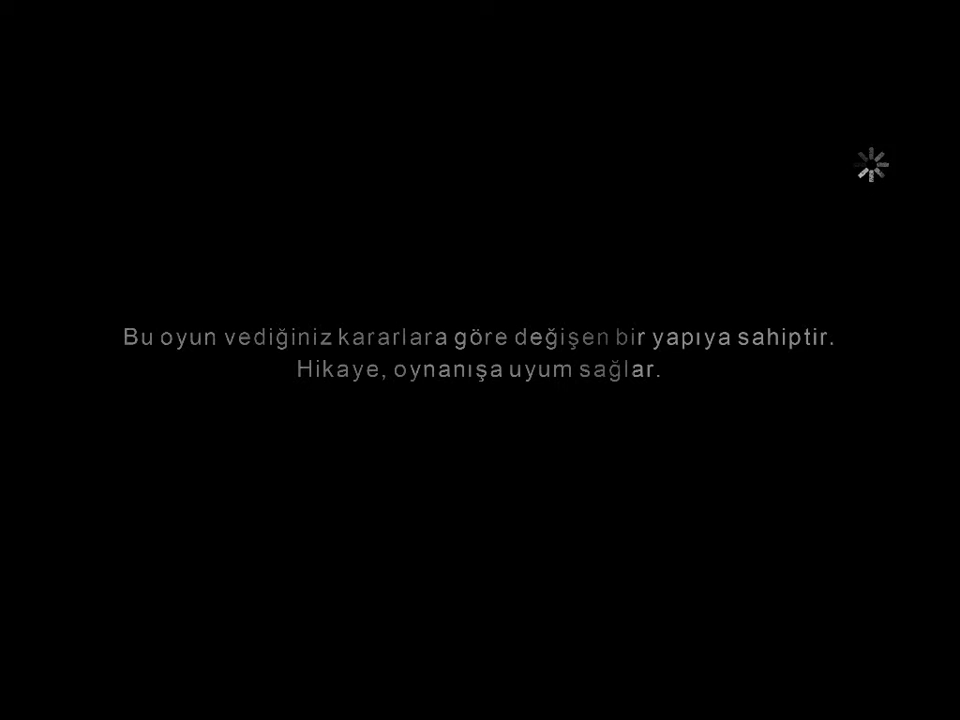 Bu oyun vediğiniz kararlara göre değişen bir yapıya sahiptir.
Hikaye, oynanışa uyum sağlar.